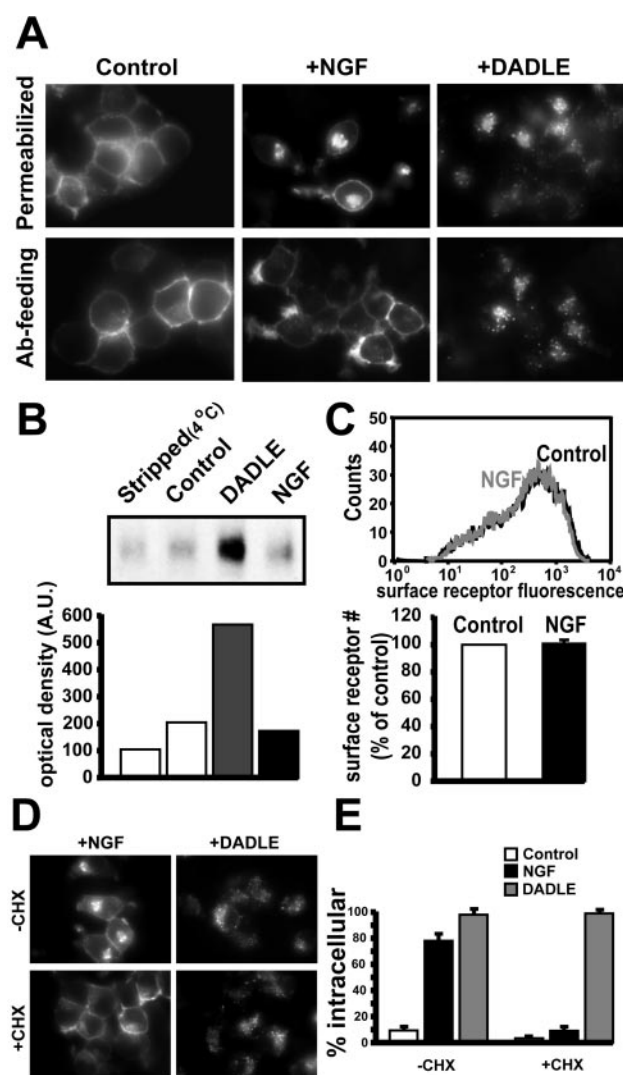 A
Control +NGF +DADLE
Permeabilized
Ab-feeding
B
Stripped(4°C) Control DADLE NGF
optical density (A.U.)
600
500
400
300
200
100
0
C
Counts
50
40
30
20
10
0
NGF Control
10^0 10^1 10^2 10^3 10^4
surface receptor fluorescence
surface receptor #
(% of control)
120
100
80
60
40
20
0
Control NGF
D
+NGF +DADLE
-CHX
+CHX
E
Control
NGF
DADLE
% intracellular
100
80
60
40
20
0
-CHX +CHX